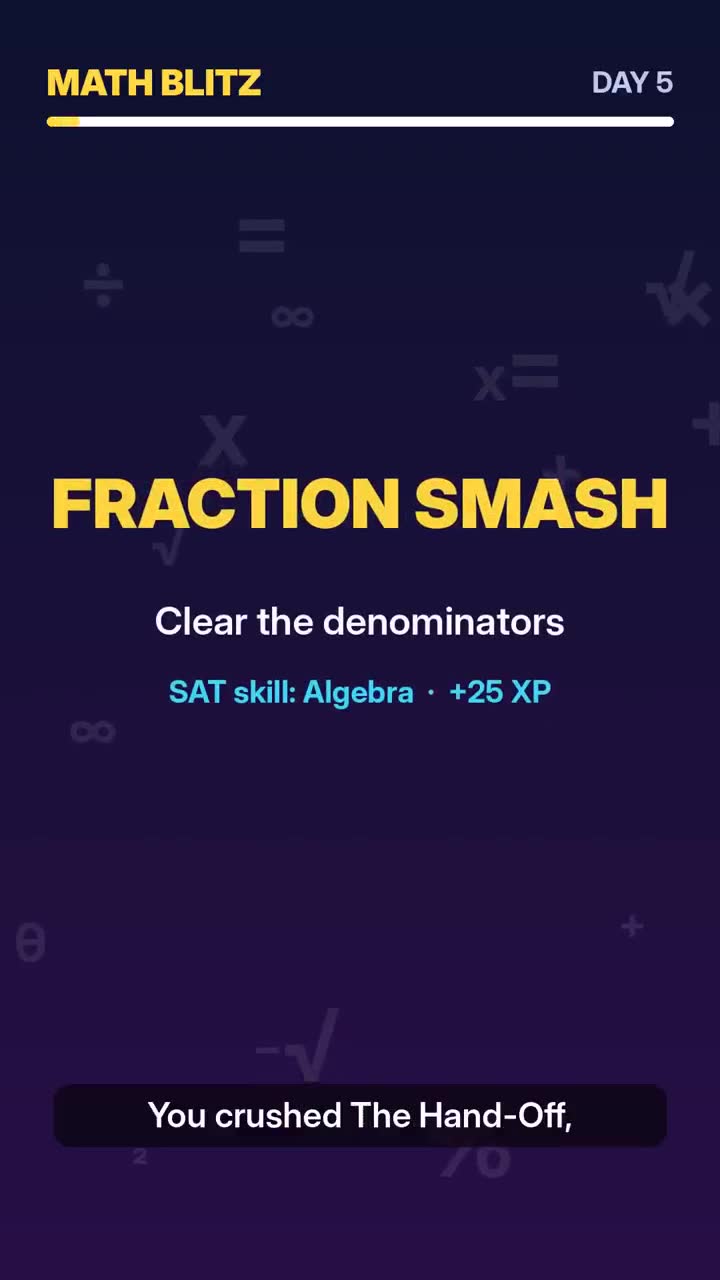 MATH BLITZ
DAY 5
÷
=
∞
√
x
x
=
+
x
+
FRACTION SMASH
√
Clear the denominators
SAT skill: Algebra · +25 XP
∞
θ
+
−
√
You crushed The Hand-Off,
²
%